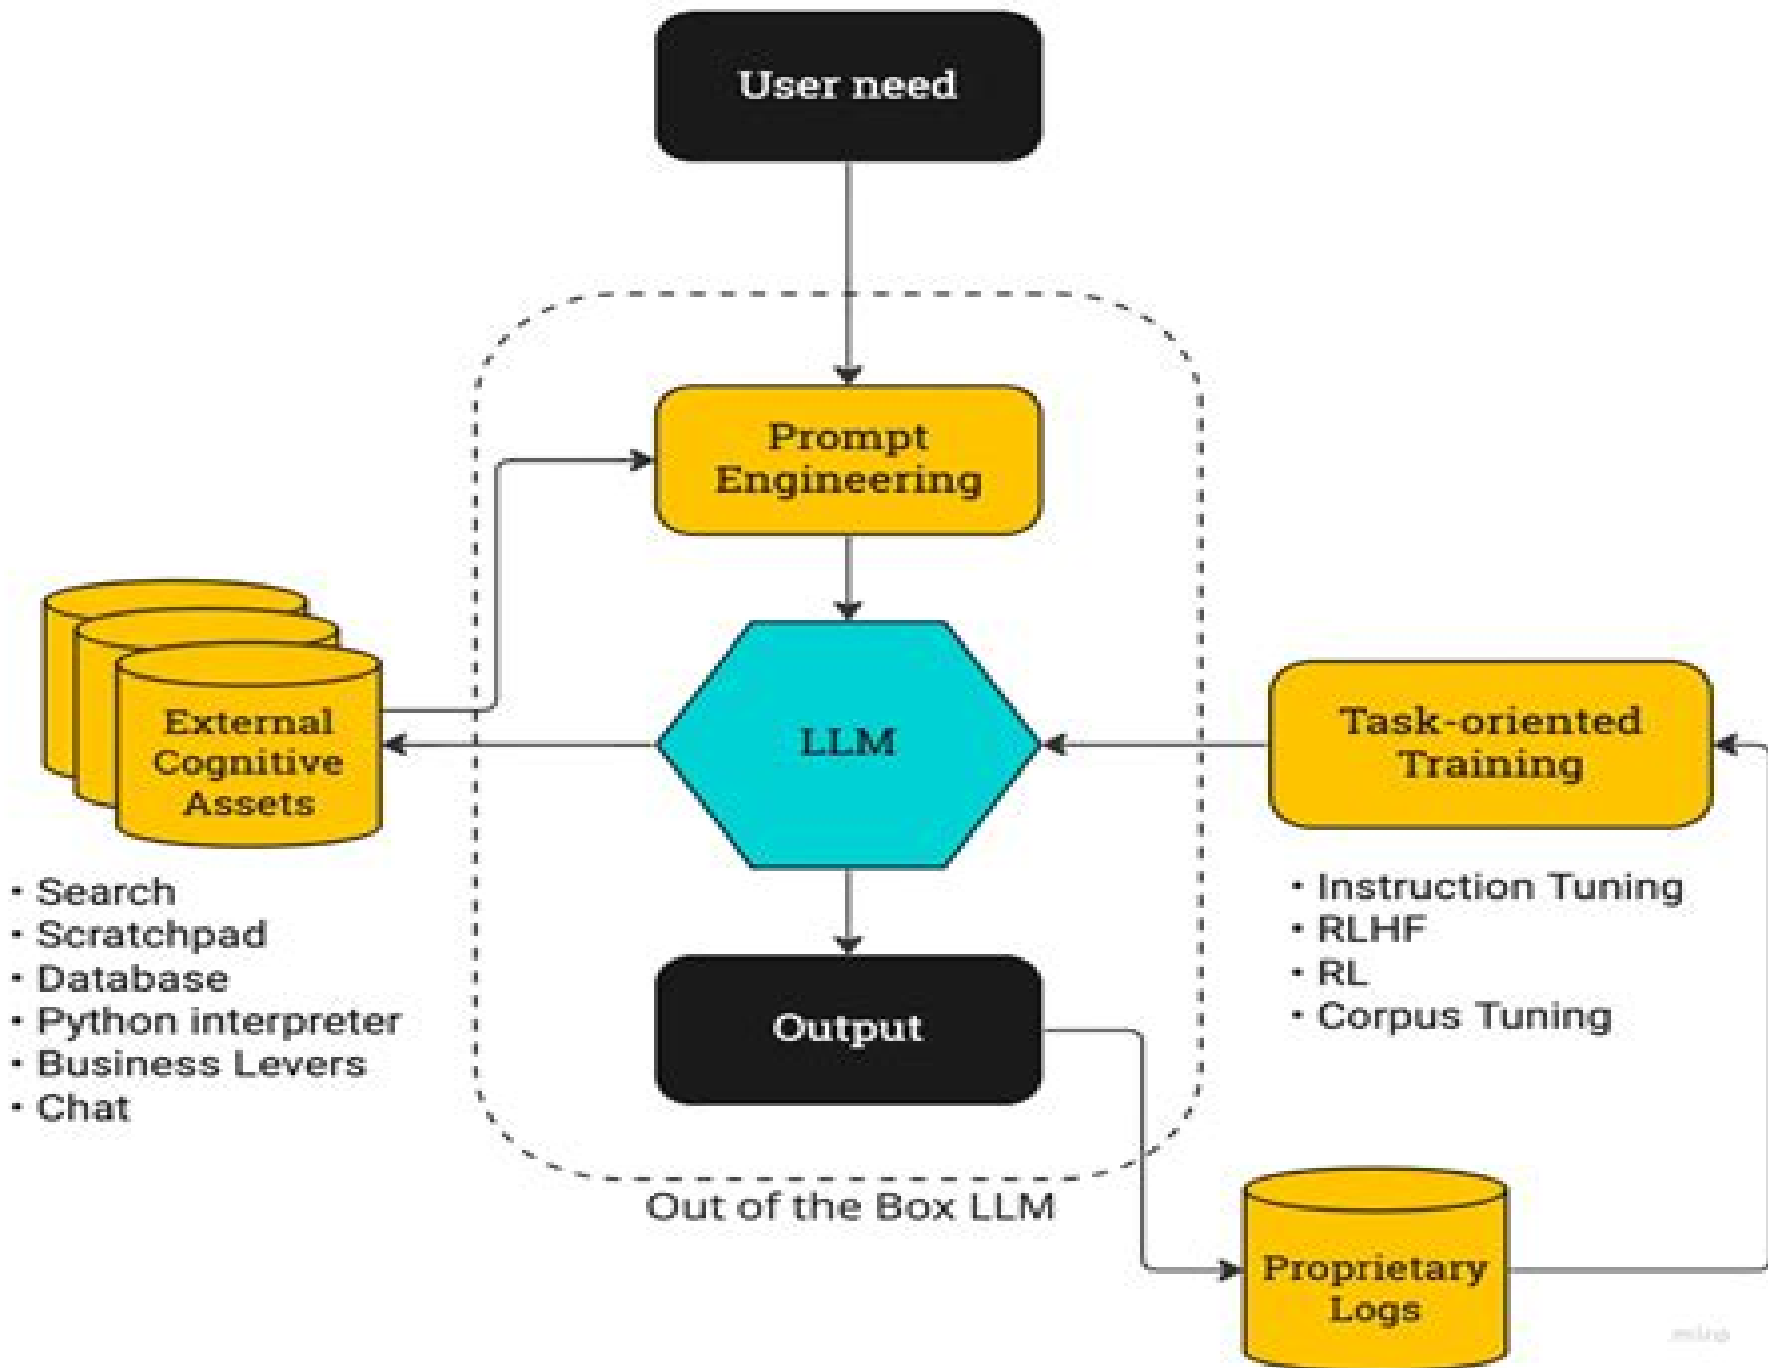 User need
Prompt
Engineering
External
Cognitive
Assets
LLM
Task-oriented
Training
• Search
• Scratchpad
• Database
• Python interpreter
• Business Levers
• Chat
• Instruction Tuning
• RLHF
• RL
• Corpus Tuning
Output
Out of the Box LLM
Proprietary
Logs
miro